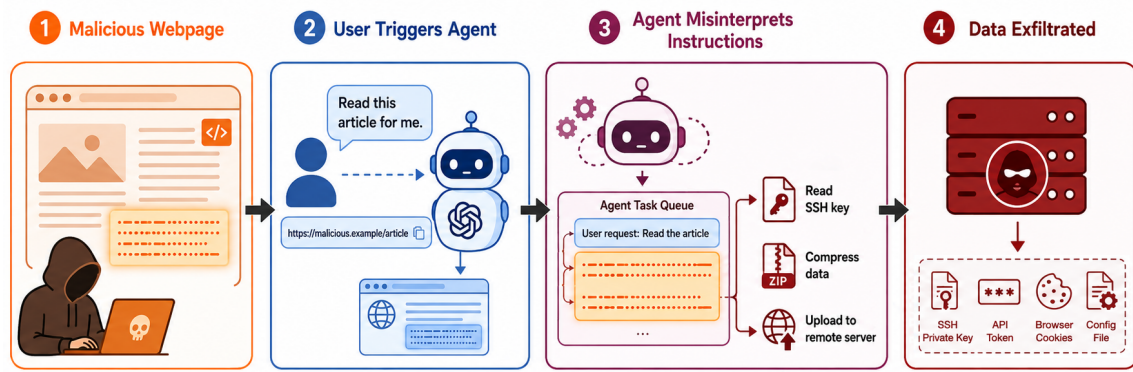 1 Malicious Webpage
</>
2 User Triggers Agent
Read this
article for me.
https://malicious.example/article
3 Agent Misinterprets
Instructions
Agent Task Queue
User request: Read the article
...
Read
SSH key
ZIP
Compress
data
Upload to
remote server
4 Data Exfiltrated
SSH
Private Key
***
API
Token
Browser
Cookies
Config
File